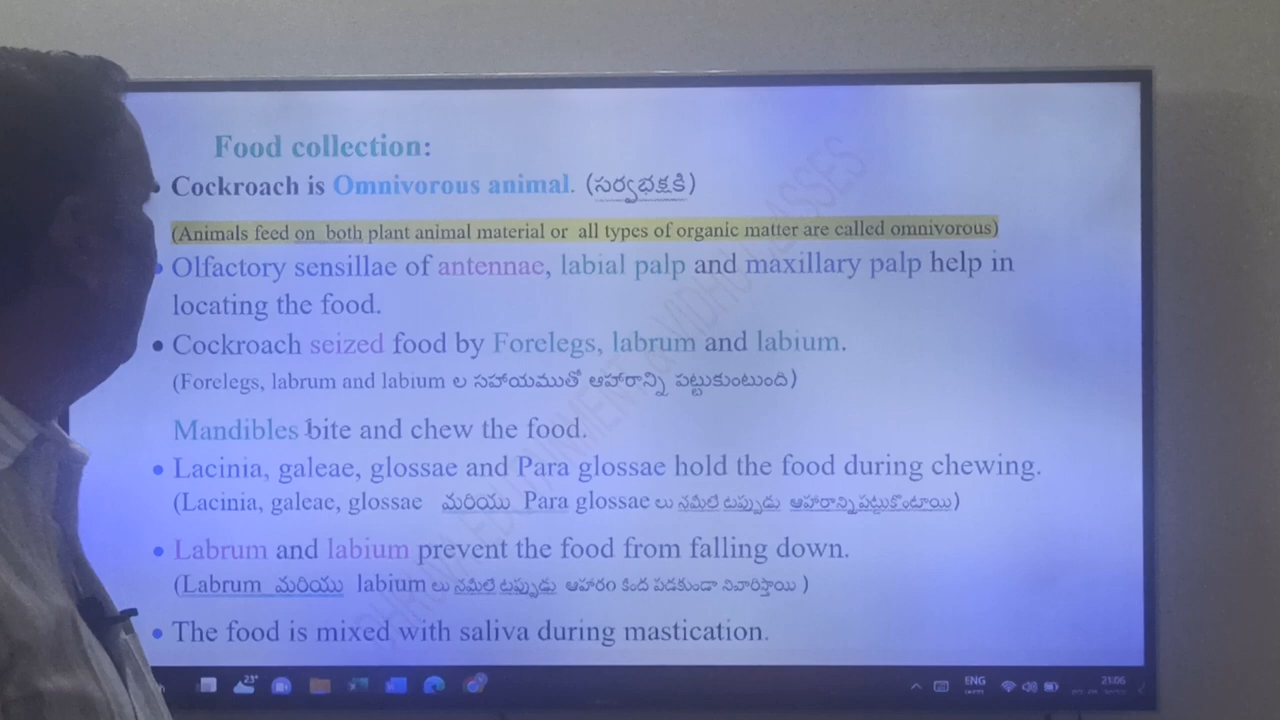 Food collection:
• Cockroach is Omnivorous animal. (సర్వభక్షకి)
(Animals feed on both plant animal material or all types of organic matter are called omnivorous)
• Olfactory sensillae of antennae, labial palp and maxillary palp help in
locating the food.
• Cockroach seized food by Forelegs, labrum and labium.
(Forelegs, labrum and labium ల సహాయముతో ఆహారాన్ని పట్టుకుంటుంది)
Mandibles bite and chew the food.
• Lacinia, galeae, glossae and Para glossae hold the food during chewing.
(Lacinia, galeae, glossae మరియు Para glossae లు నమిలే టప్పుడు ఆహారాన్ని పట్టుకొంటాయి)
• Labrum and labium prevent the food from falling down.
(Labrum మరియు labium లు నమిలే టప్పుడు ఆహారం కింద పడకుండా నివారిస్తాయి )
• The food is mixed with saliva during mastication.
23°
ENG
21:06